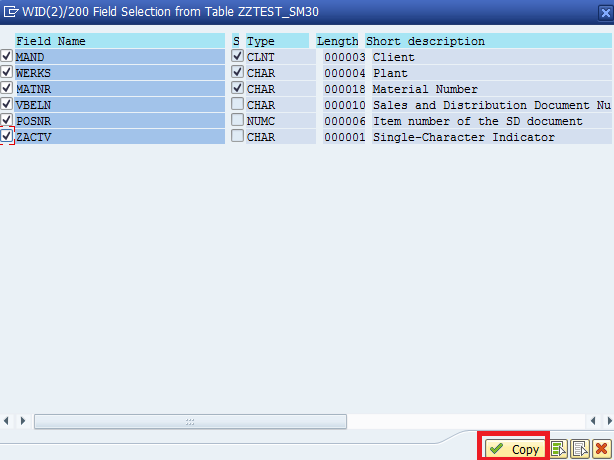 WID(2)/200 Field Selection from Table ZZTEST_SM30
Field Name S Type Length Short description
MAND CLNT 000003 Client
WERKS CHAR 000004 Plant
MATNR CHAR 000018 Material Number
VBELN CHAR 000010 Sales and Distribution Document Nu
POSNR NUMC 000006 Item number of the SD document
ZACTV CHAR 000001 Single-Character Indicator
Copy